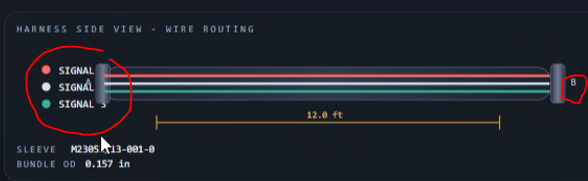 HARNESS SIDE VIEW - WIRE ROUTING
SIGNAL
SIGNAL
SIGNAL 3
B
12.0 ft
SLEEVE
BUNDLE OD 0.157 in